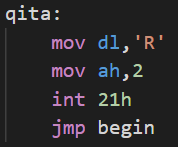 qita:
mov dl,'R'
mov ah,2
int 21h
jmp begin